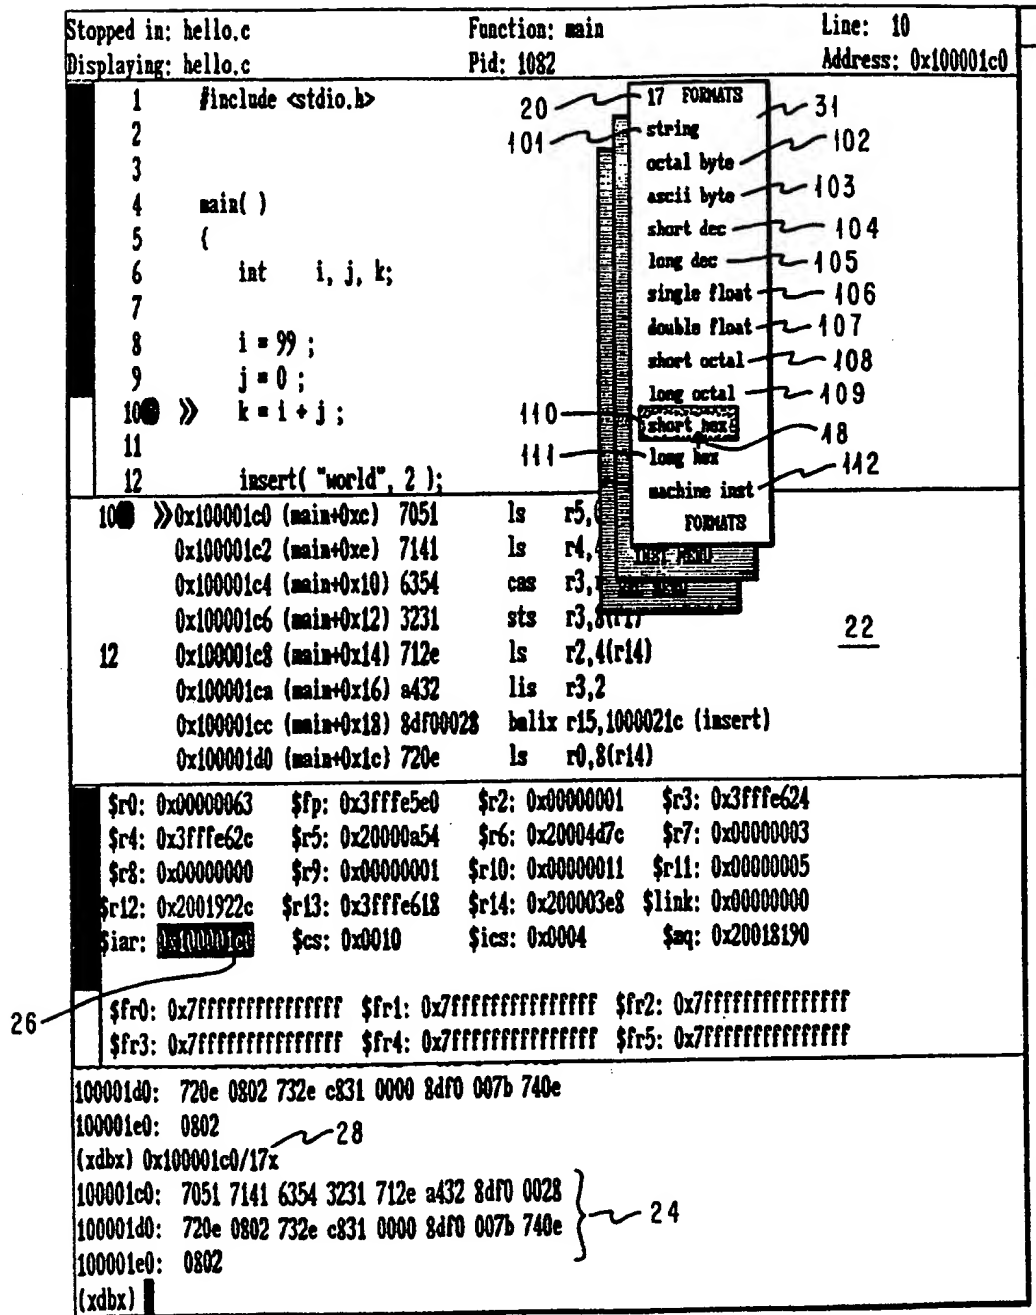 Stopped in: hello.c Function: main Line: 10
Displaying: hello.c Pid: 1082 Address: 0x100001c0
1 #include <stdio.h>
2
3
4 main( )
5 {
6 int i, j, k;
7
8 i = 99 ;
9 j = 0 ;
10 » k = i + j ;
11
12 insert( "world", 2 );
20 17 FORMATS 31
101 string
octal byte 102
ascii byte 103
short dec 104
long dec 105
single float 106
double float 107
short octal 108
long octal 109
110 short hex 18
111 long hex
machine inst 112
FORMATS
INST MENU
MENU
10 »0x100001c0 (main+0xc) 7051 ls
0x100001c2 (main+0xe) 7141 ls
0x100001c4 (main+0x10) 6354 cas
0x100001c6 (main+0x12) 3231 sts r3,8(r1)
12 0x100001c8 (main+0x14) 712e ls r2,4(r14)
0x100001ca (main+0x16) a432 lis r3,2
0x100001cc (main+0x18) 8df00028 balix r15,1000021c (insert)
0x100001d0 (main+0x1c) 720e ls r0,8(r14)
22
$r0: 0x00000063 $fp: 0x3fffe5e0 $r2: 0x00000001 $r3: 0x3fffe624
$r4: 0x3fffe62c $r5: 0x20000a54 $r6: 0x20004d7c $r7: 0x00000003
$r8: 0x00000000 $r9: 0x00000001 $r10: 0x00000011 $r11: 0x00000005
$r12: 0x2001922c $r13: 0x3fffe618 $r14: 0x200003e8 $link: 0x00000000
$iar: 0x100001c0 $cs: 0x0010 $ics: 0x0004 $mq: 0x20018190
26
$fr0: 0x7fffffffffffffff $fr1: 0x7fffffffffffffff $fr2: 0x7fffffffffffffff
$fr3: 0x7fffffffffffffff $fr4: 0x7fffffffffffffff $fr5: 0x7fffffffffffffff
100001d0: 720e 0802 732e c831 0000 8df0 007b 740e
100001e0: 0802
28
(xdbx) 0x100001c0/17x
100001c0: 7051 7141 6354 3231 712e a432 8df0 0028
100001d0: 720e 0802 732e c831 0000 8df0 007b 740e
24
100001e0: 0802
(xdbx)